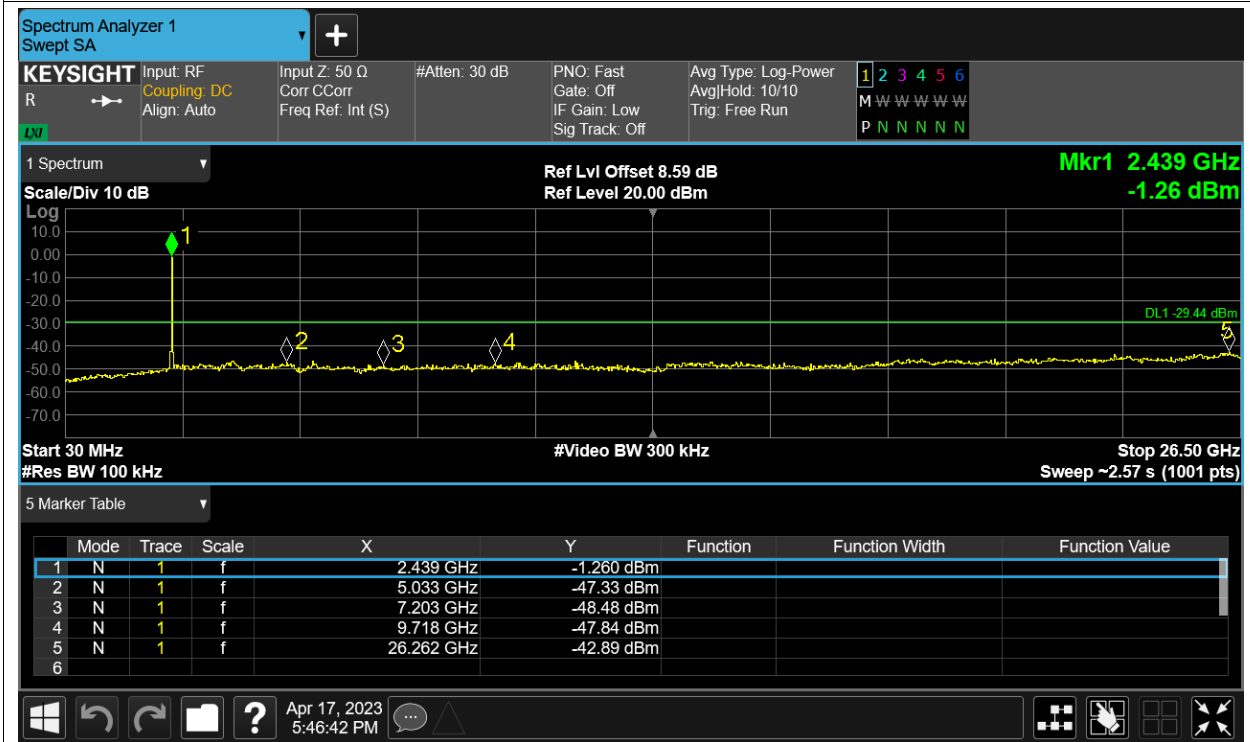 Spectrum Analyzer 1
Swept SA
+
KEYSIGHT Input: RF Input Z: 50 Ω #Atten: 30 dB PNO: Fast Avg Type: Log-Power 1 2 3 4 5 6
R Coupling: DC Corr CCorr Gate: Off Avg|Hold: 10/10 M W W W W W
Align: Auto Freq Ref: Int (S) IF Gain: Low Trig: Free Run
LXI Sig Track: Off P N N N N N
1 Spectrum Ref Lvl Offset 8.59 dB Mkr1 2.439 GHz
Scale/Div 10 dB Ref Level 20.00 dBm -1.26 dBm
Log
10.0 1
0.00
-10.0
-20.0
DL1 -29.44 dBm
-30.0
-40.0 2 3 4 5
-50.0
-60.0
-70.0
Start 30 MHz #Video BW 300 kHz Stop 26.50 GHz
#Res BW 100 kHz Sweep ~2.57 s (1001 pts)
5 Marker Table
Mode Trace Scale X Y Function Function Width Function Value
1 N 1 f 2.439 GHz -1.260 dBm
2 N 1 f 5.033 GHz -47.33 dBm
3 N 1 f 7.203 GHz -48.48 dBm
4 N 1 f 9.718 GHz -47.84 dBm
5 N 1 f 26.262 GHz -42.89 dBm
6
? Apr 17, 2023
5:46:42 PM